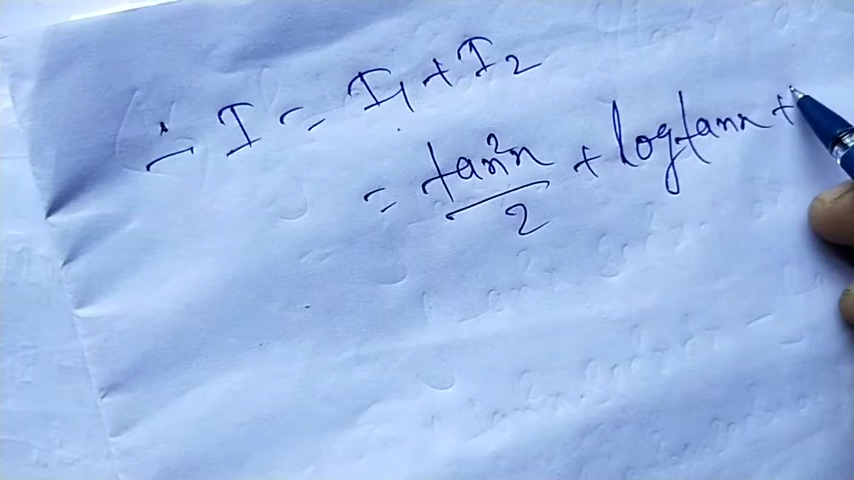 ∴ I = I₁ + I₂
= tan²x/2 + log tanx +